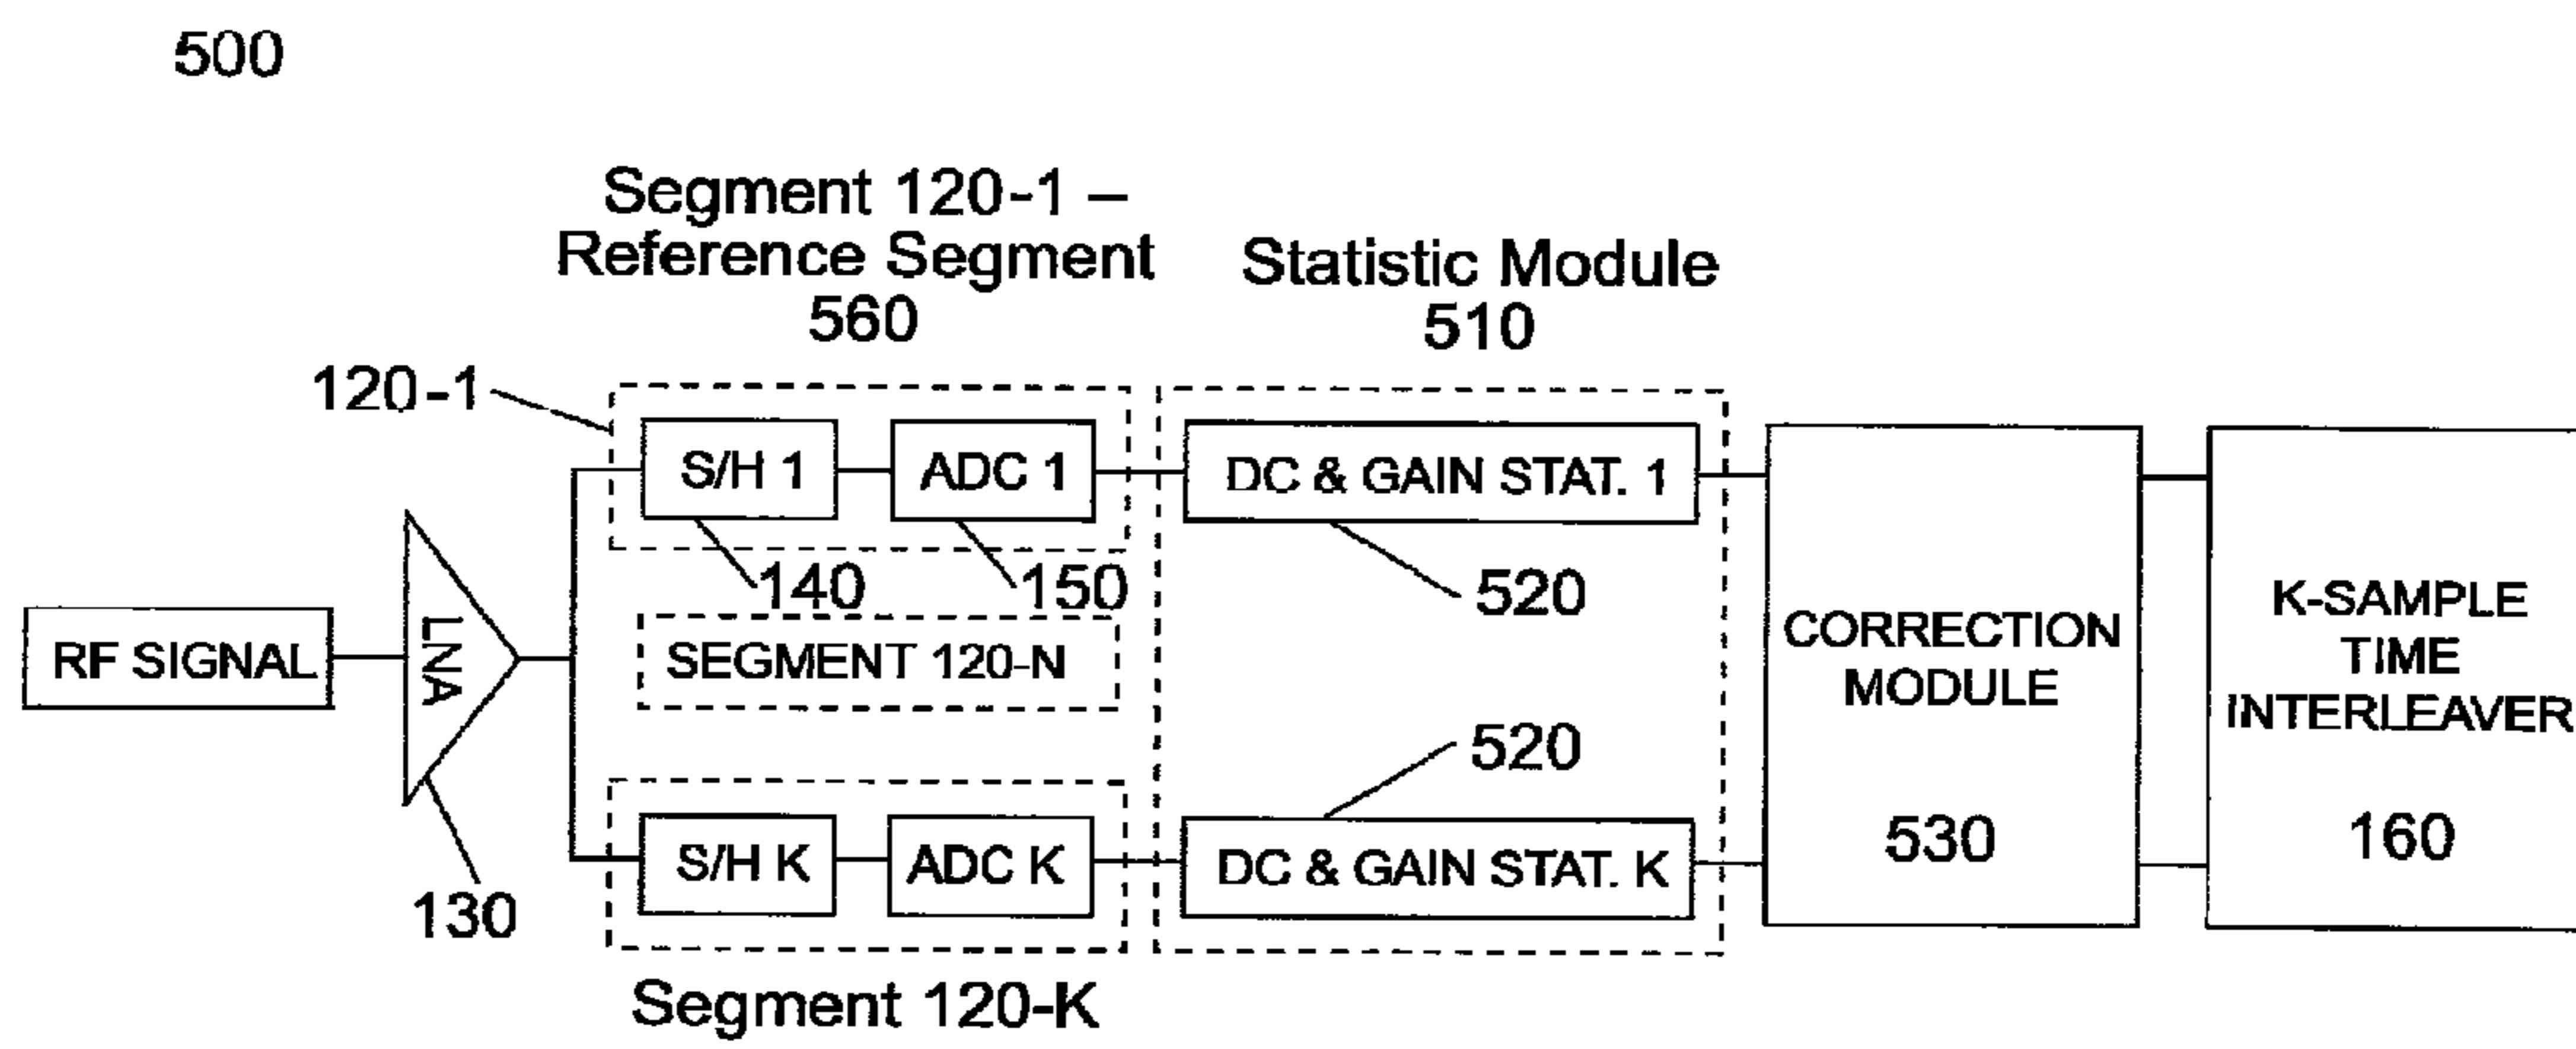 500
Segment 120-1 –
Reference Segment
560
Statistic Module
510
120-1
S/H 1
ADC 1
DC & GAIN STAT. 1
140
150
520
RF SIGNAL
LNA
130
SEGMENT 120-N
CORRECTION
MODULE
530
K-SAMPLE
TIME
INTERLEAVER
160
520
S/H K
ADC K
DC & GAIN STAT. K
Segment 120-K